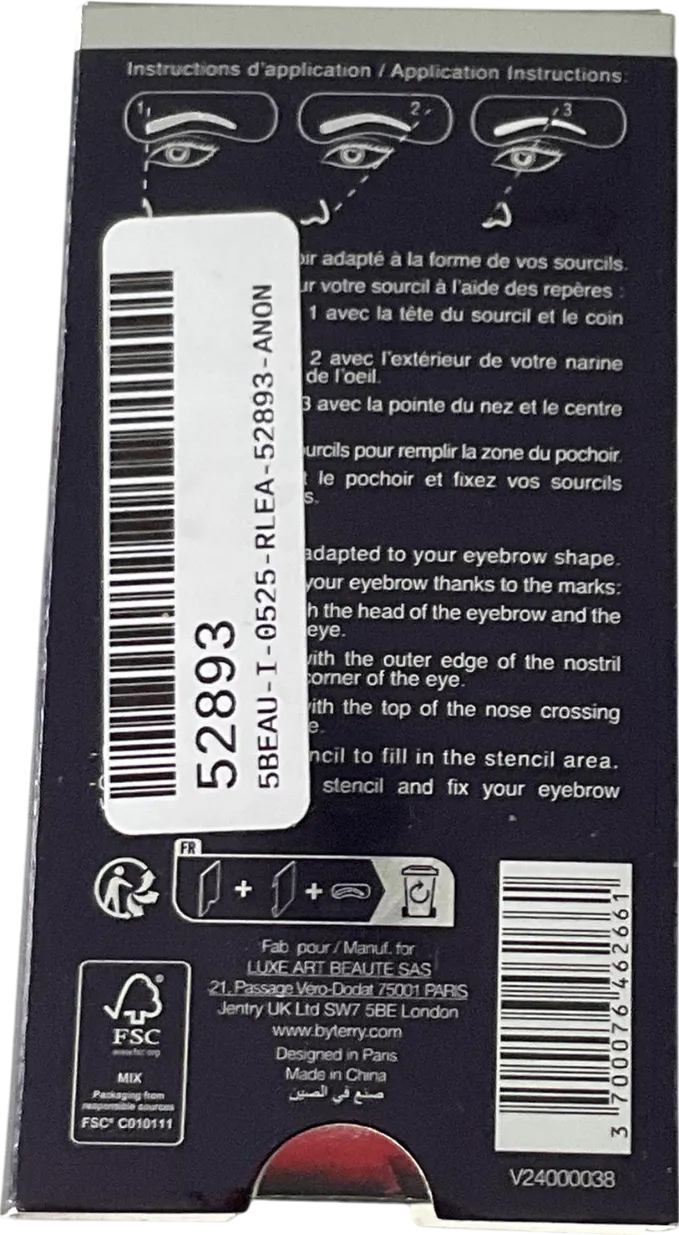 Instructions d'application / Application Instructions:
1
2
3
adapté à la forme de vos sourcils.
votre sourcil à l'aide des repères :
1 avec la tête du sourcil et le coin
2 avec l'extérieur de votre narine
de l'oeil.
3 avec la pointe du nez et le centre
pour remplir la zone du pochoir.
le pochoir et fixez vos sourcils
adapted to your eyebrow shape.
your eyebrow thanks to the marks:
the head of the eyebrow and the
eye.
with the outer edge of the nostril
corner of the eye.
with the top of the nose crossing
to fill in the stencil area.
stencil and fix your eyebrow
52893
5BEAU-I-0525-RLEA-52893-ANON
FR
Fab. pour / Manuf. for
LUXE ART BEAUTE SAS
21, Passage Véro-Dodat 75001 PARIS
Jentry UK Ltd SW7 5BE London
www.byterry.com
Designed in Paris
Made in China
صنع في الصين
FSC
www.fsc.org
MIX
Packaging from
responsible sources
FSC® C010111
3 700076 462661
V24000038